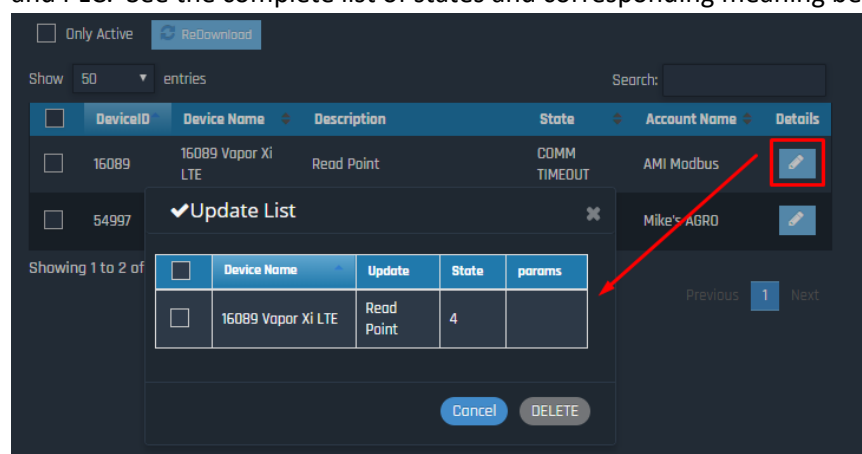 Only Active ReDownload
Show 50 entries Search:
DeviceID Device Name Description State Account Name Details
16089 16089 Vapor Xi LTE Read Point COMM TIMEOUT AMI Modbus
54997 Mike's AGRO
Update List
Device Name Update State params
16089 Vapor Xi LTE Read Point 4
Showing 1 to 2 of
Previous 1 Next
Cancel DELETE